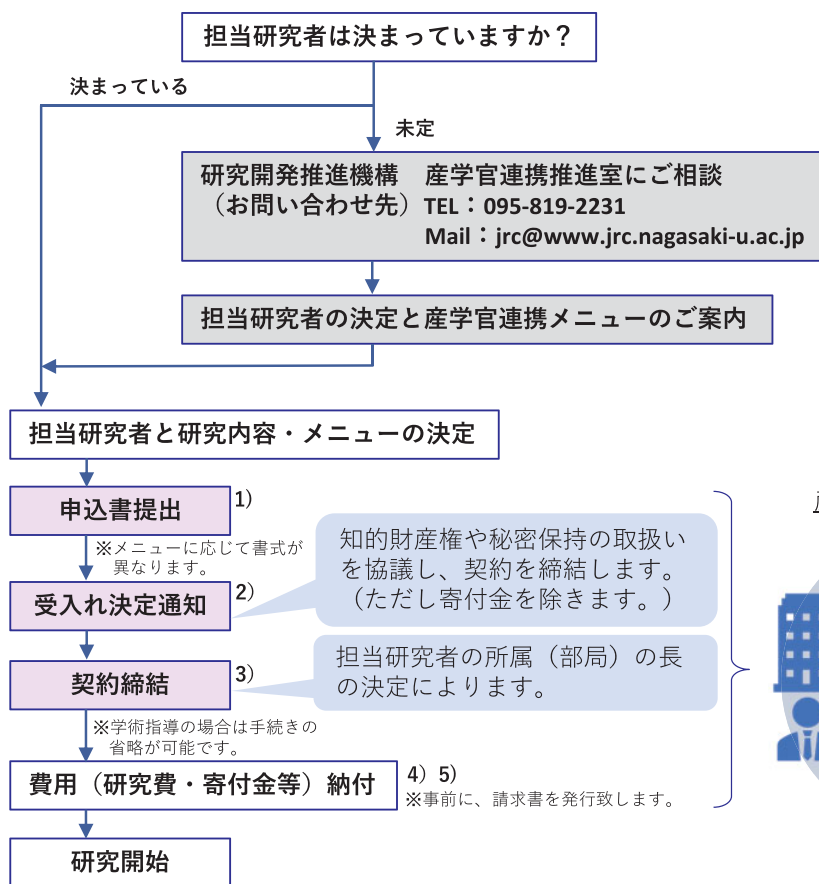 担当研究者は決まっていますか？
決まっている
未定
研究開発推進機構　産学官連携推進室にご相談
（お問い合わせ先）TEL：095-819-2231
Mail：jrc@www.jrc.nagasaki-u.ac.jp
担当研究者の決定と産学官連携メニューのご案内
担当研究者と研究内容・メニューの決定
申込書提出 1）
※メニューに応じて書式が
異なります。
受入れ決定通知 2）
知的財産権や秘密保持の取扱い
を協議し、契約を締結します。
（ただし寄付金を除きます。）
契約締結 3）
担当研究者の所属（部局）の長
の決定によります。
※学術指導の場合は手続きの
省略が可能です。
費用（研究費・寄付金等）納付 4）5）
※事前に、請求書を発行致します。
研究開始